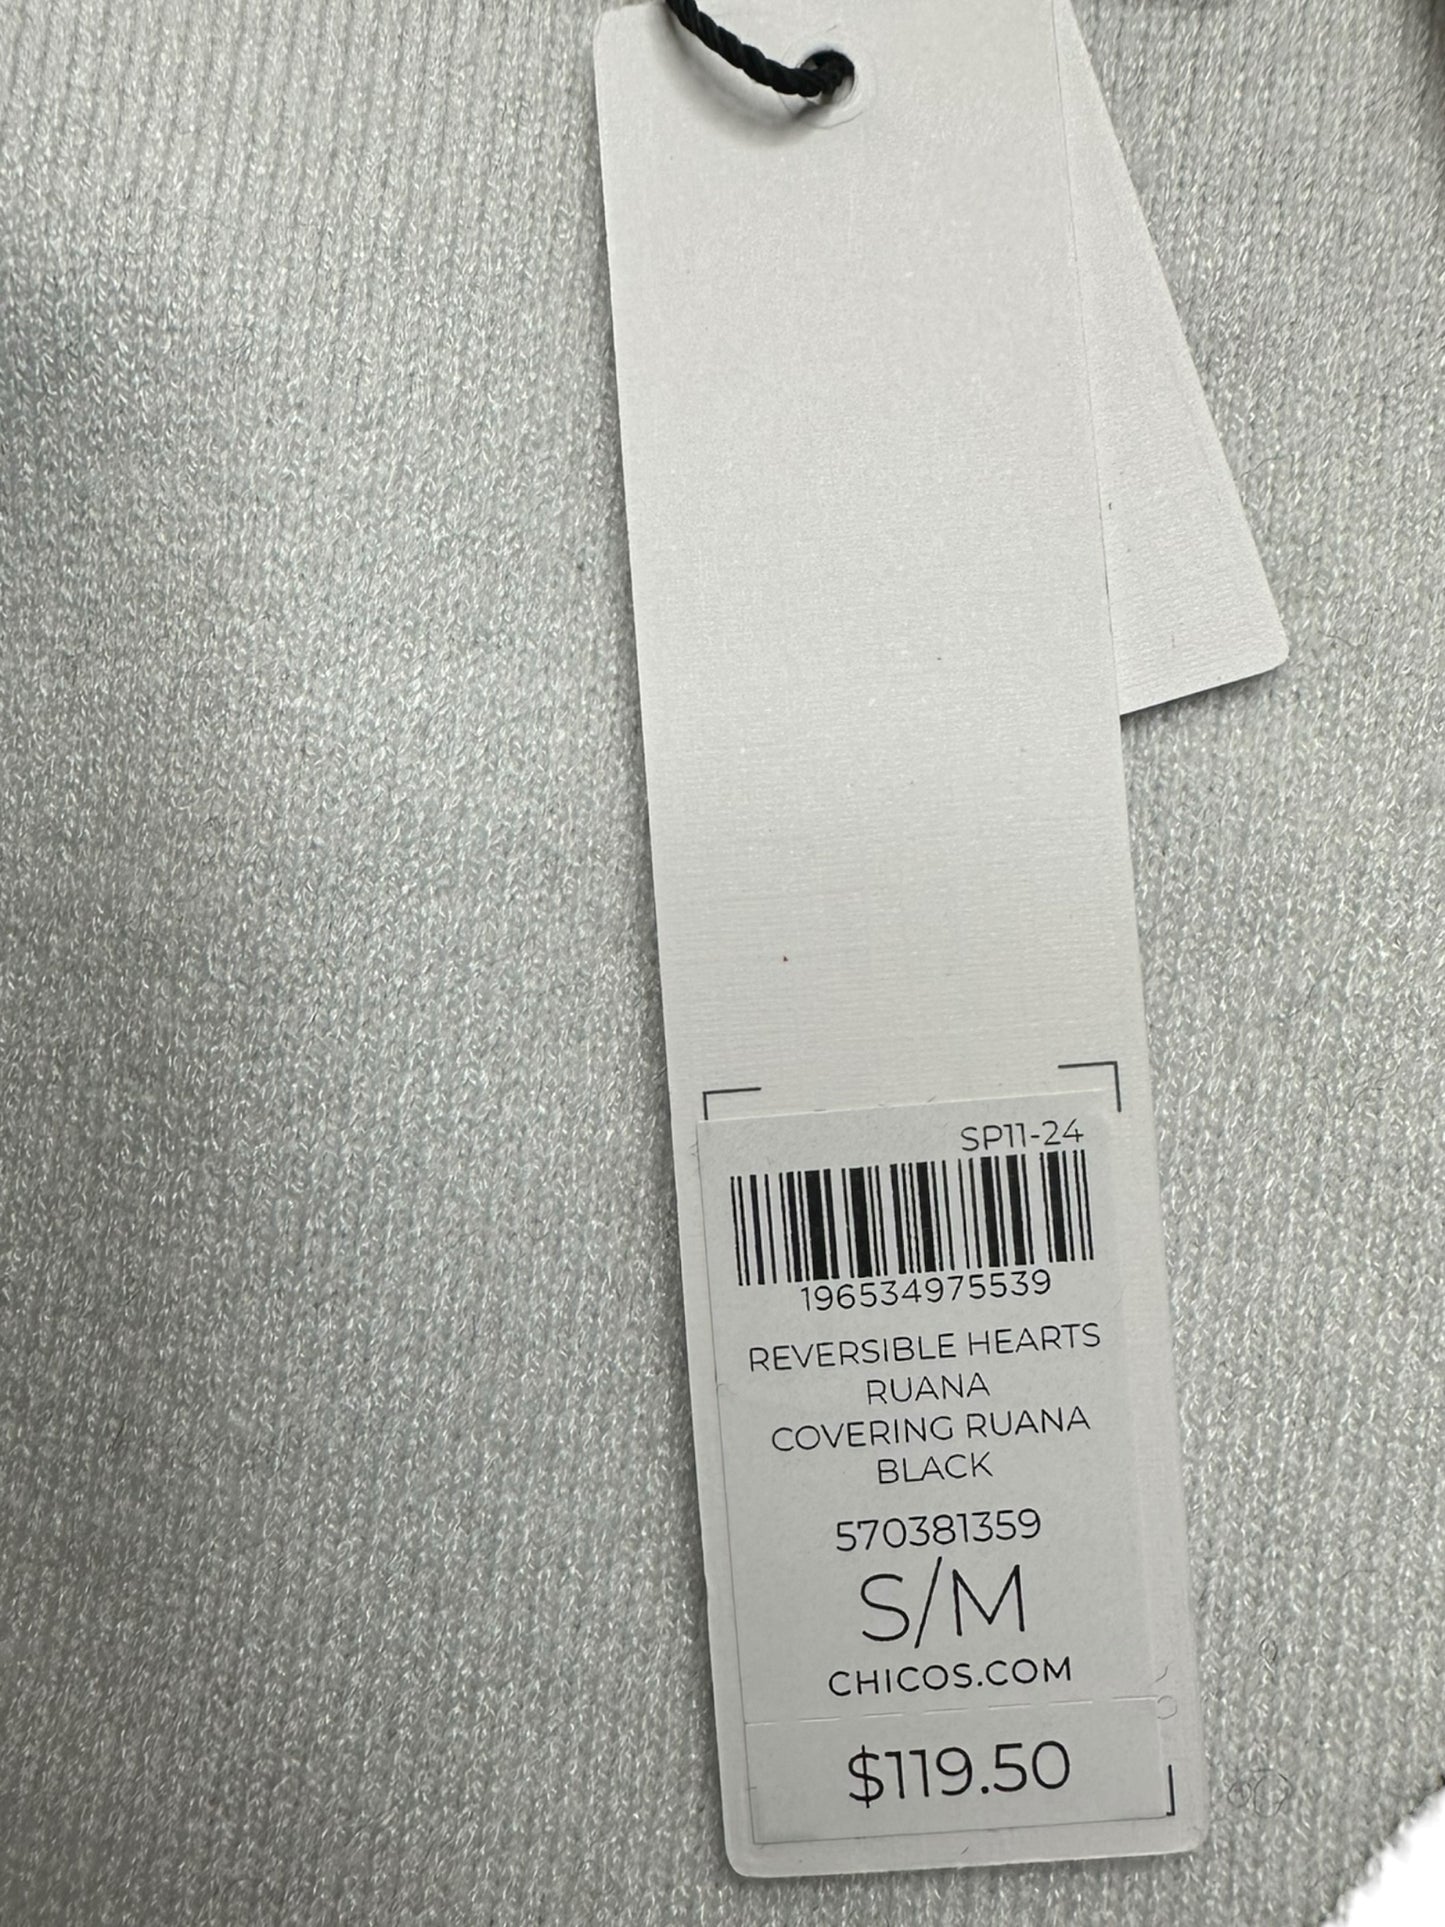 SP11-24
196534975539
REVERSIBLE HEARTS
RUANA
COVERING RUANA
BLACK
570381359
S/M
CHICOS.COM
$119.50